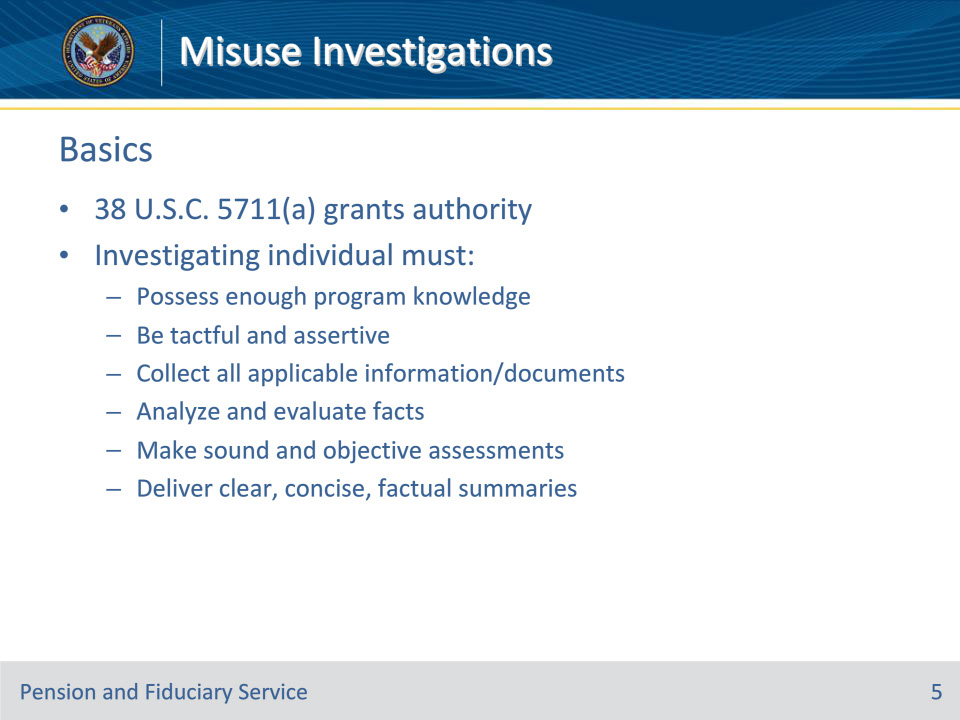 Misuse Investigations
Basics
• 38 U.S.C. 5711(a) grants authority
• Investigating individual must:
– Possess enough program knowledge
– Be tactful and assertive
– Collect all applicable information/documents
– Analyze and evaluate facts
– Make sound and objective assessments
– Deliver clear, concise, factual summaries
Pension and Fiduciary Service 5